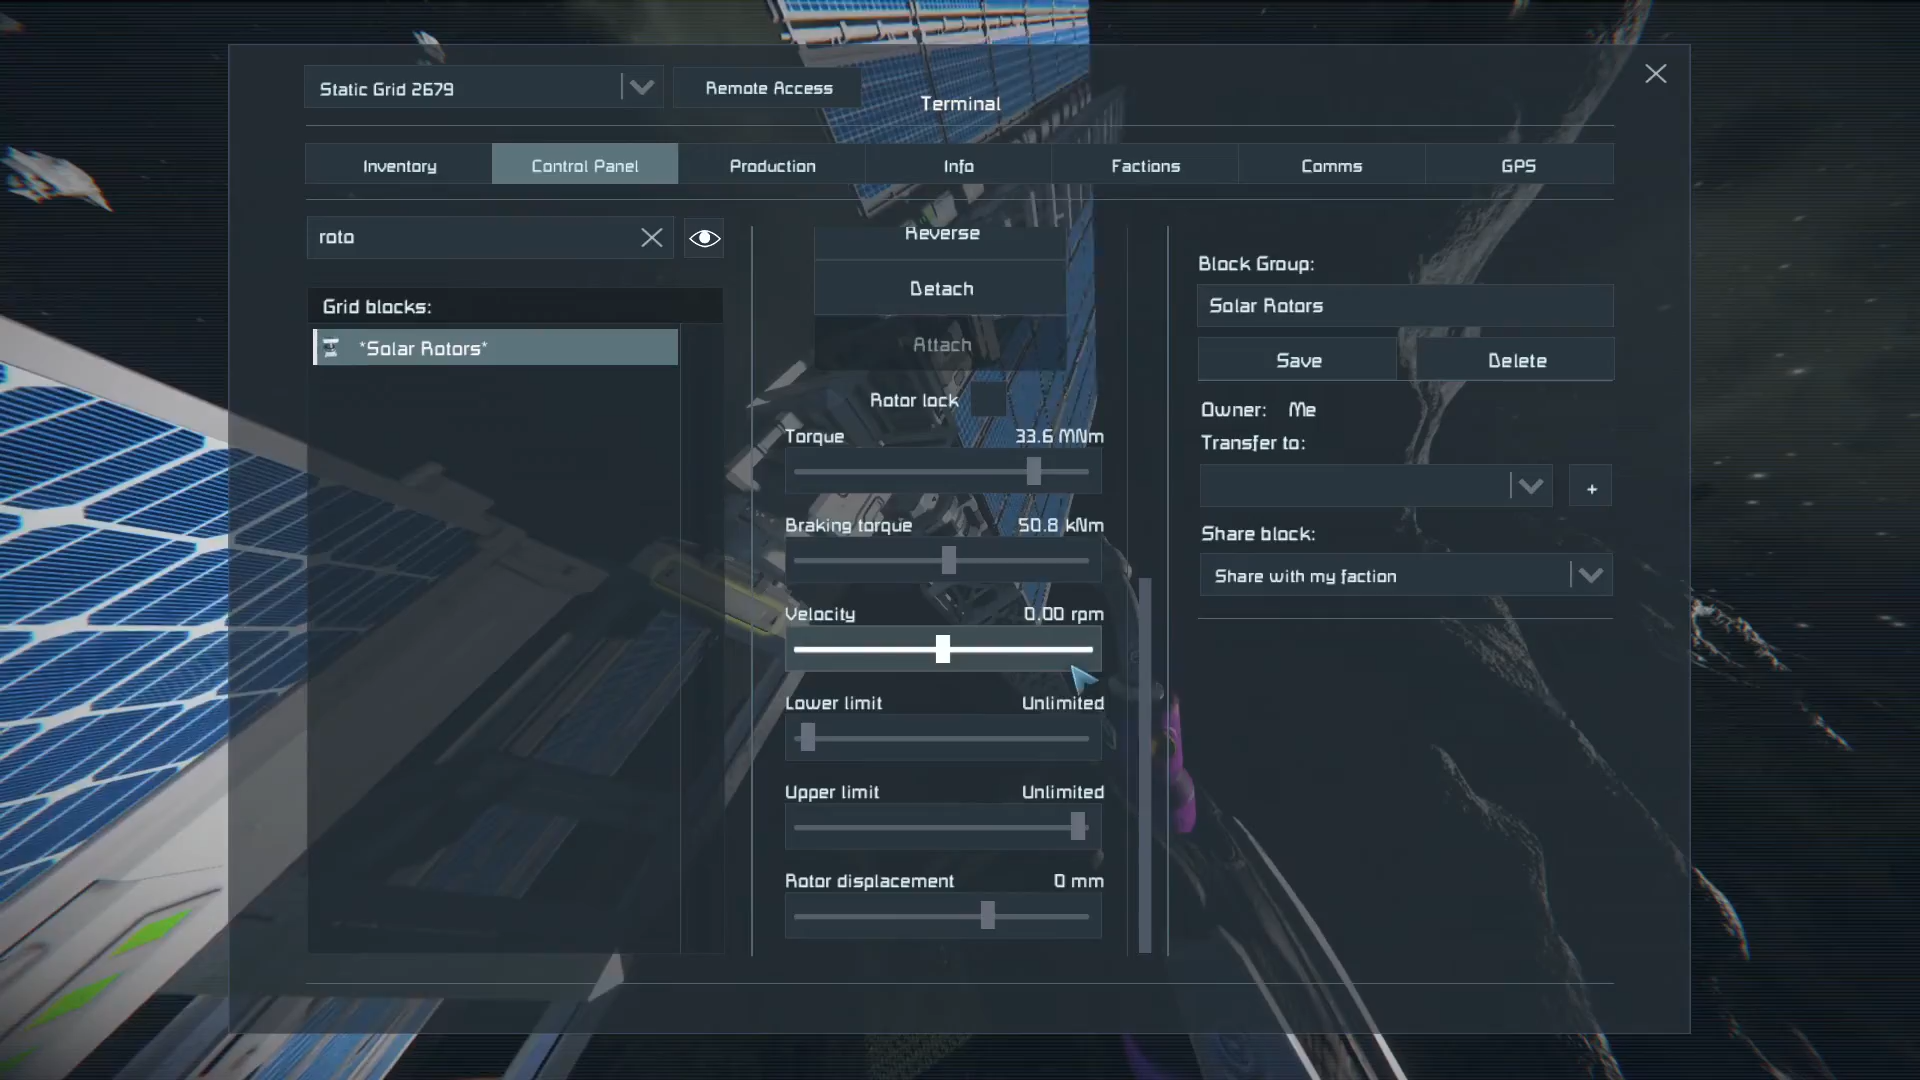 Static Grid 2679
Remote Access
Terminal
Inventory
Control Panel
Production
Info
Factions
Comms
GPS
roto
Grid blocks:
*Solar Rotors*
Reverse
Detach
Attach
Rotor lock
Torque 33.6 MNm
Braking torque 50.8 kNm
Velocity 0.00 rpm
Lower limit Unlimited
Upper limit Unlimited
Rotor displacement 0 mm
Block Group:
Solar Rotors
Save
Delete
Owner: Me
Transfer to:
+
Share block:
Share with my faction